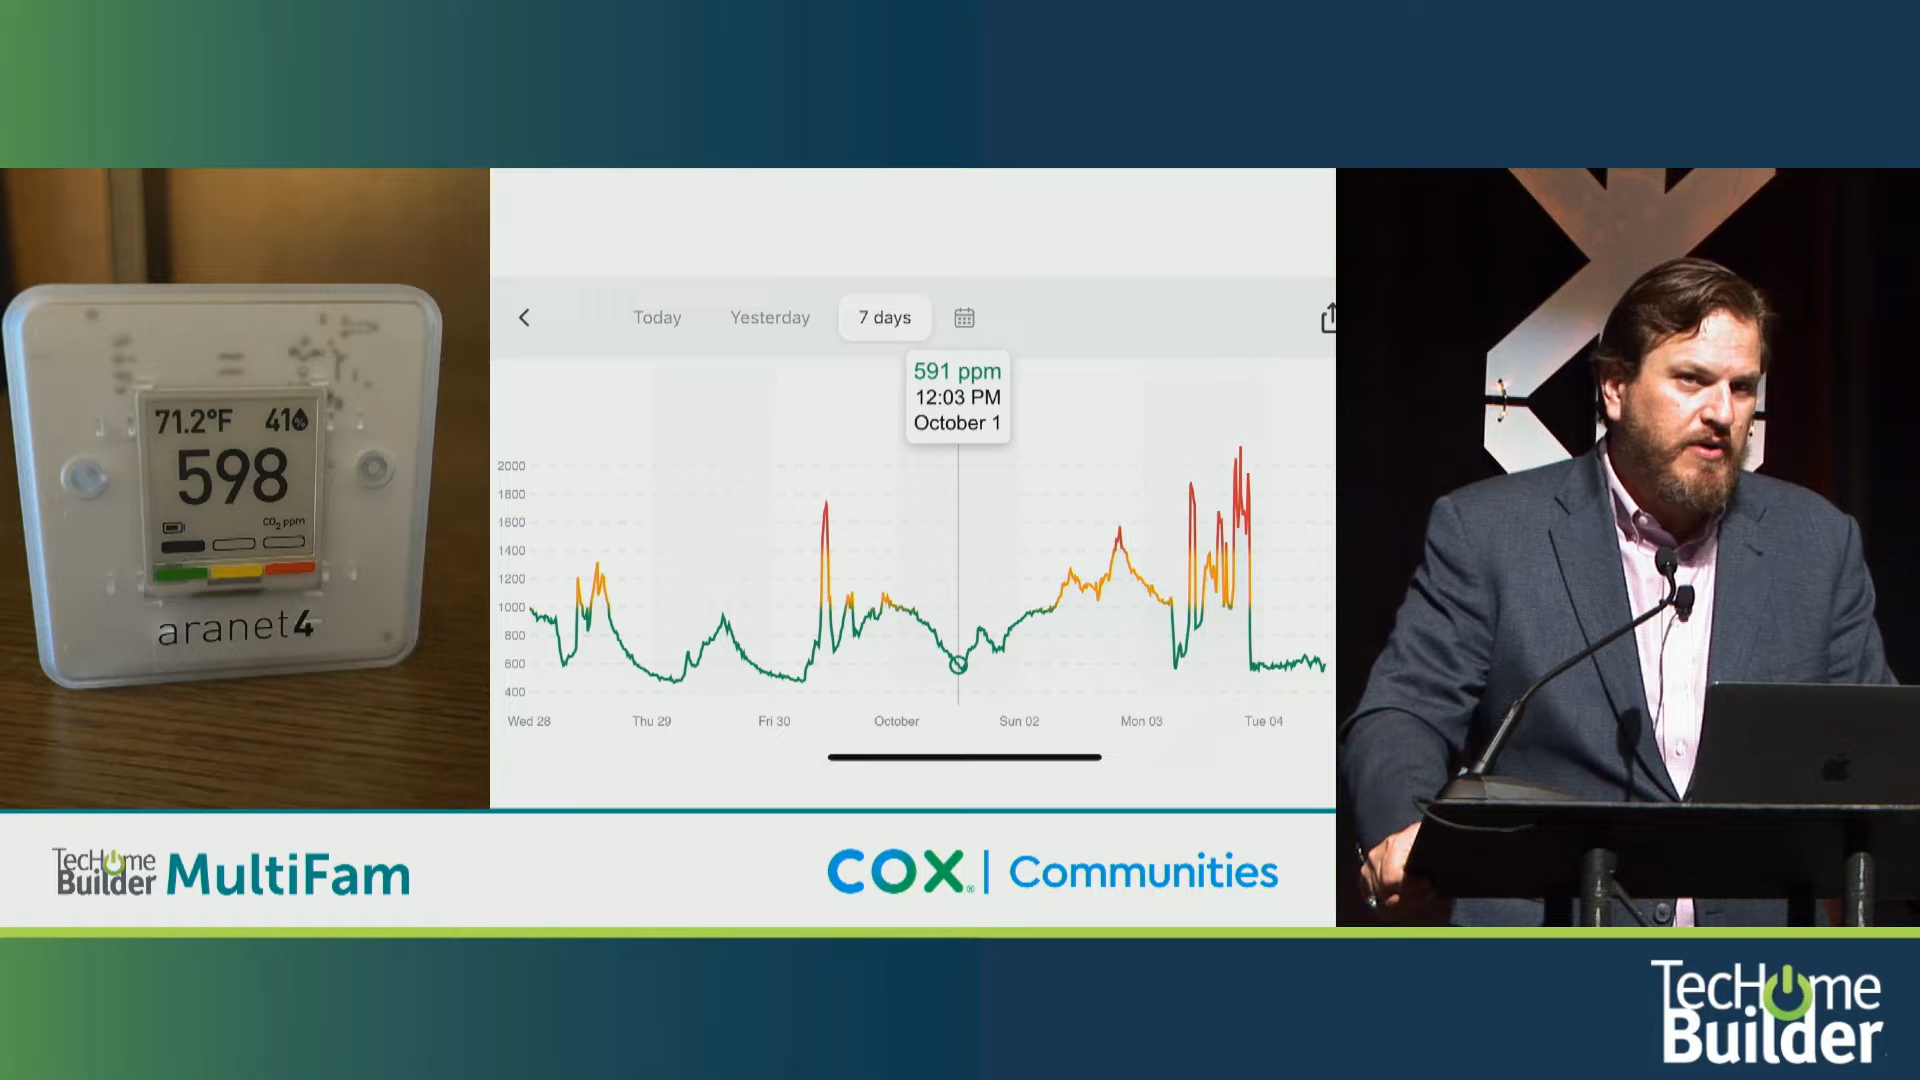 71.2°F 41%
598
CO2 ppm
aranet4
Today Yesterday 7 days
591 ppm
12:03 PM
October 1
2000
1800
1600
1400
1200
1000
800
600
400
Wed 28 Thu 29 Fri 30 October Sun 02 Mon 03 Tue 04
TecHome
Builder MultiFam
COX® | Communities
TecHome
Builder